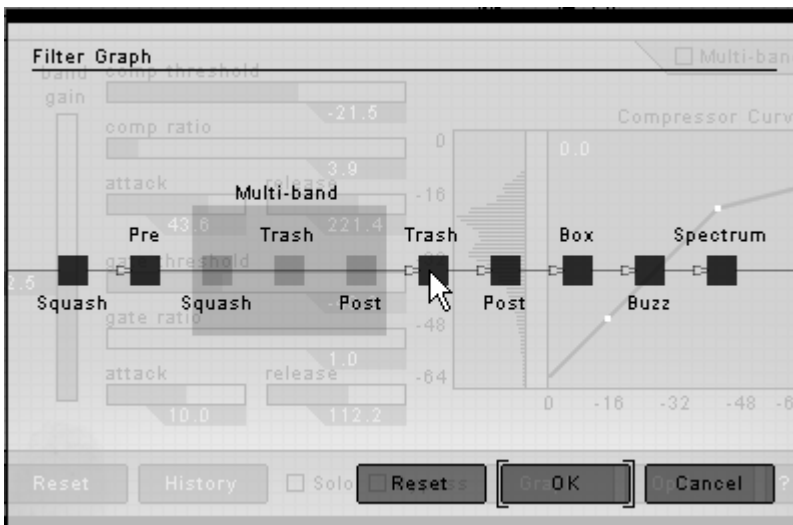 Filter Graph
Multi-ban
band
comp threshold
gain
-21.5
Compressor Curv
comp ratio
0
0.0
3.9
attack
release
-16
Multi-band
43.6
221.4
Pre
Trash
Trash
Box
Spectrum
gate threshold
2.5
Squash
Squash
Post
Post
Buzz
gate ratio
-48
1.0
attack
release
-64
10.0
112.2
0 -16 -32 -48 -6
Reset
History
Solo
Reset
OK
Cancel
?